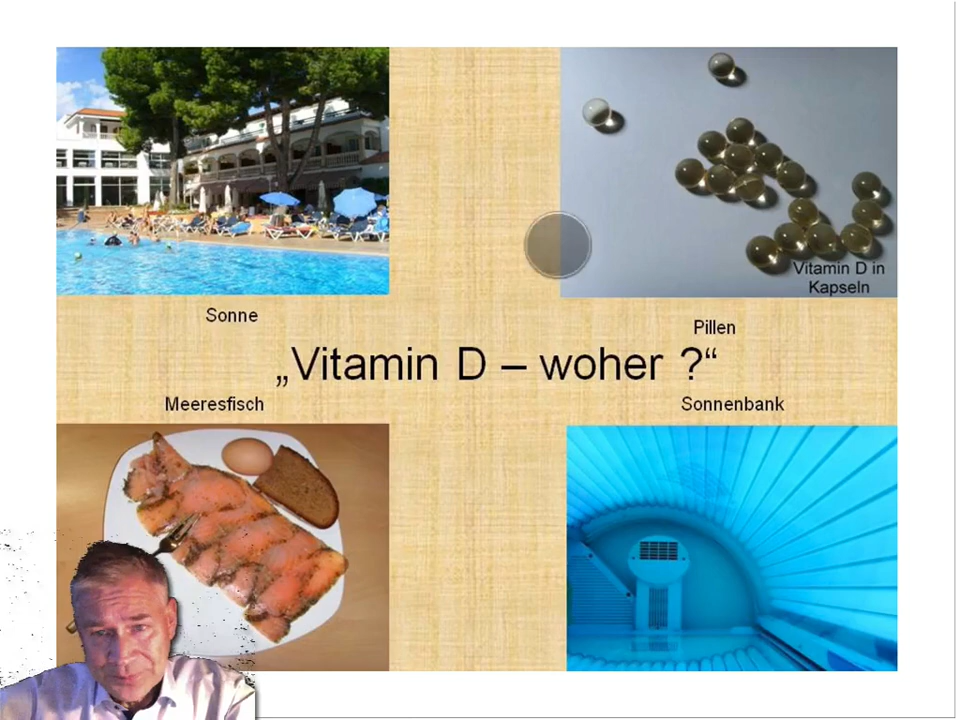 Vitamin D in
Kapseln
Sonne
Pillen
„Vitamin D – woher ?“
Meeresfisch
Sonnenbank